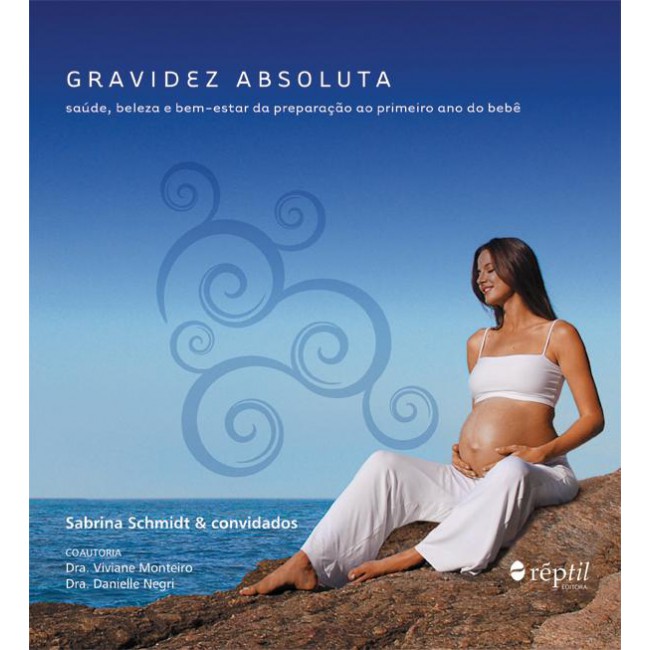 GRAVIDEZ ABSOLUTA
saúde, beleza e bem-estar da preparação ao primeiro ano do bebê
Sabrina Schmidt & convidados
COAUTORIA
Dra. Viviane Monteiro
Dra. Danielle Negri
réptil
EDITORA